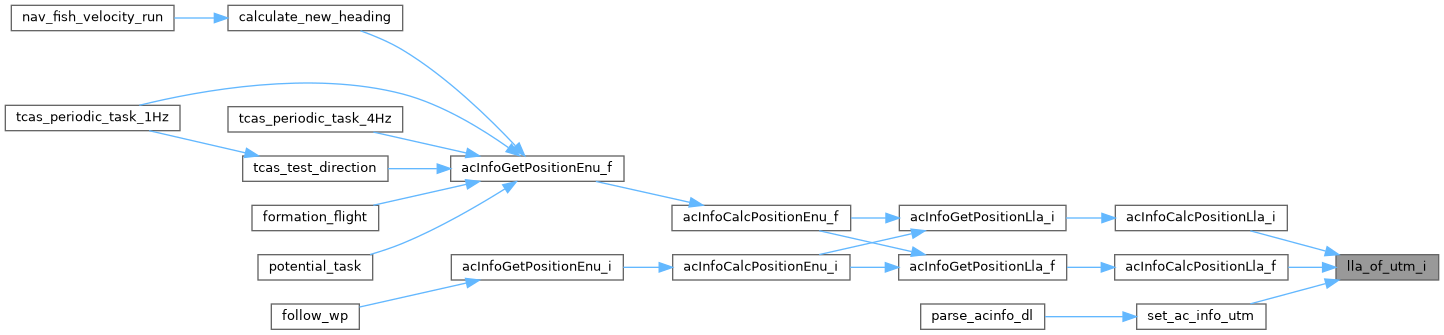 nav_fish_velocity_run
calculate_new_heading
tcas_periodic_task_1Hz
tcas_periodic_task_4Hz
tcas_test_direction
acInfoGetPositionEnu_f
formation_flight
acInfoCalcPositionEnu_f
acInfoGetPositionLla_i
acInfoCalcPositionLla_i
potential_task
acInfoGetPositionEnu_i
acInfoCalcPositionEnu_i
acInfoGetPositionLla_f
acInfoCalcPositionLla_f
lla_of_utm_i
follow_wp
parse_acinfo_dl
set_ac_info_utm